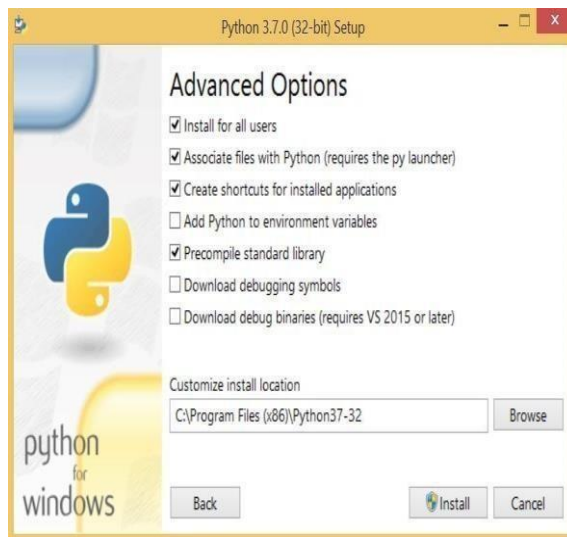 Python 3.7.0 (32-bit) Setup
Advanced Options
Install for all users
Associate files with Python (requires the py launcher)
Create shortcuts for installed applications
Add Python to environment variables
Precompile standard library
Download debugging symbols
Download debug binaries (requires VS 2015 or later)
Customize install location
C:\Program Files (x86)\Python37-32
Browse
python
for
windows
Back
Install
Cancel